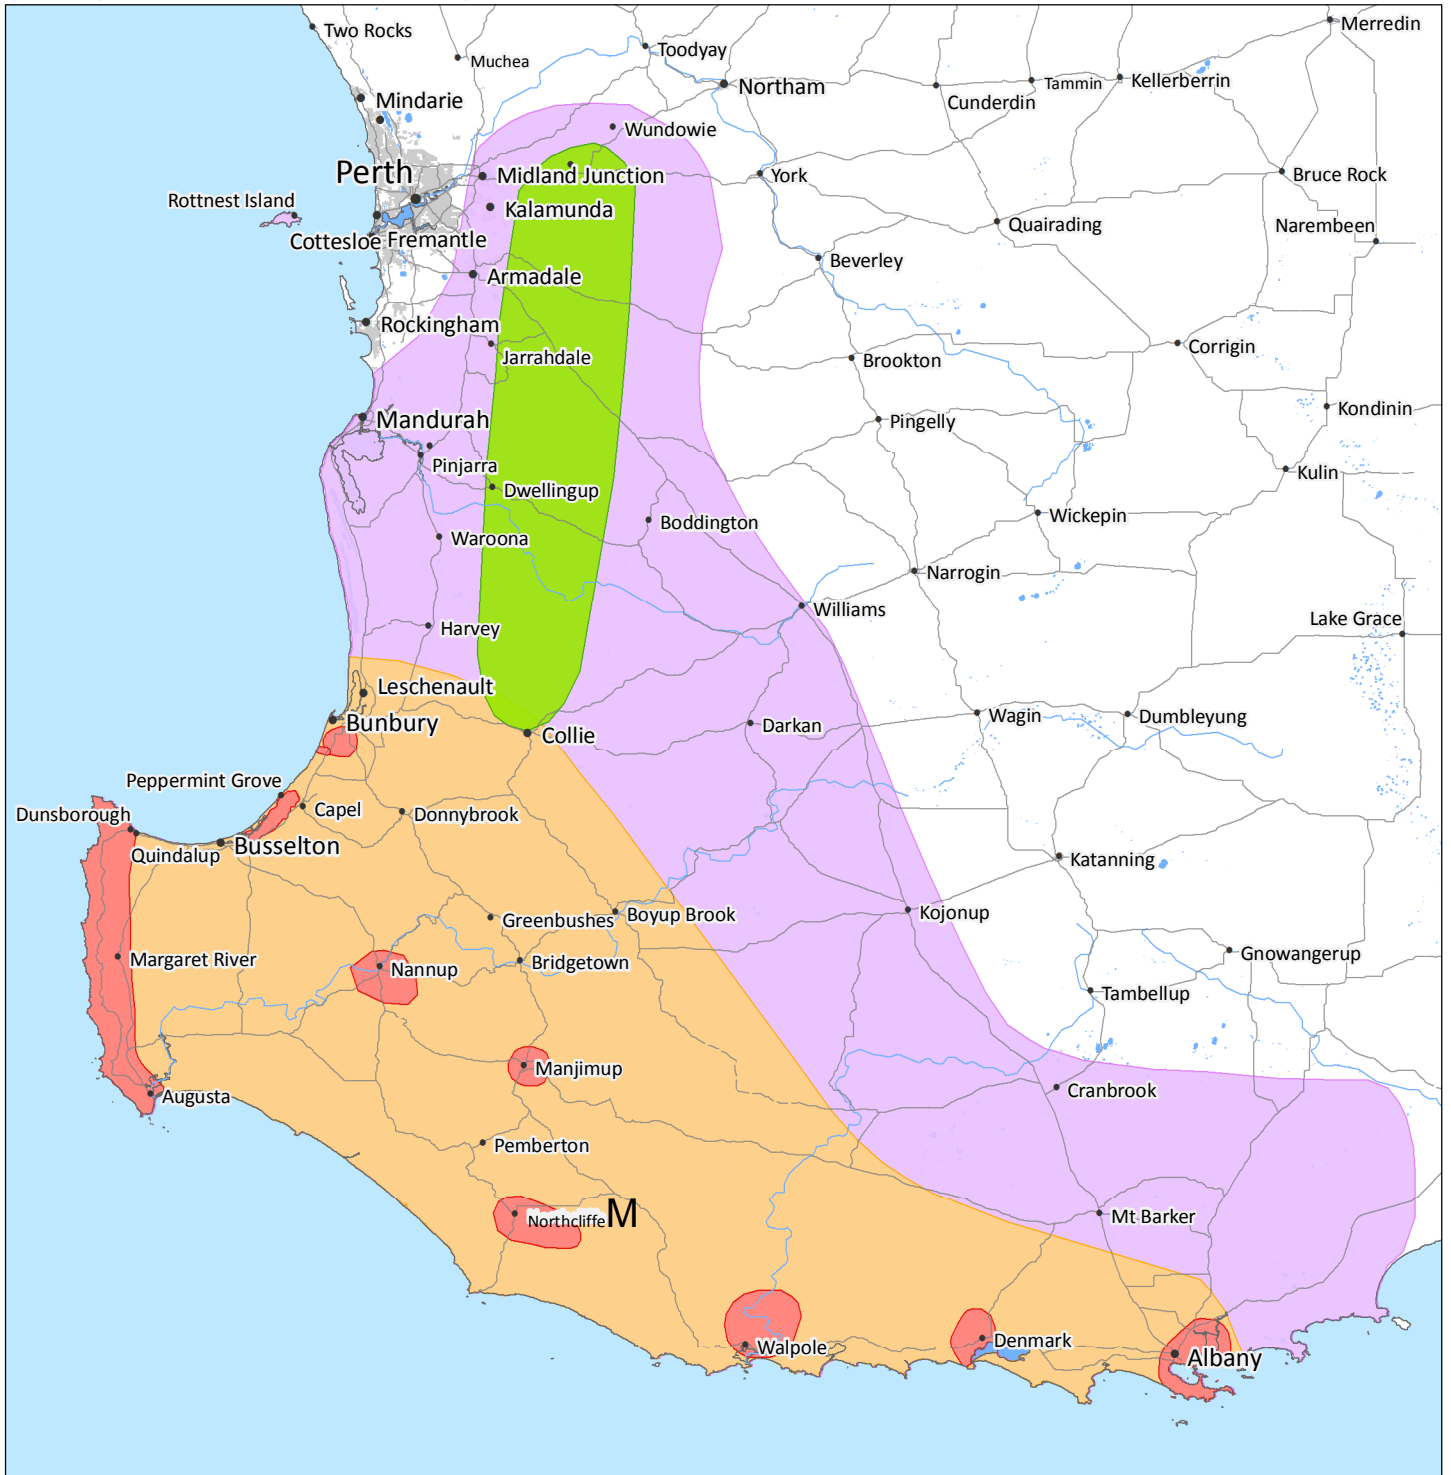 Two Rocks
Merredin
Toodyay
Muchea
Northam
Tammin
Kellerberrin
Cunderdin
Mindarie
Wundowie
Perth
Midland Junction
York
Bruce Rock
Rottnest Island
Kalamunda
Quairading
Narembeen
Cottesloe
Fremantle
Beverley
Armadale
Rockingham
Jarrahdale
Corrigin
Brookton
Kondinin
Mandurah
Pingelly
Pinjarra
Kulin
Dwellingup
Boddington
Wickepin
Waroona
Narrogin
Williams
Lake Grace
Harvey
Leschenault
Wagin
Dumbleyung
Bunbury
Darkan
Collie
Peppermint Grove
Capel
Donnybrook
Dunsborough
Quindalup
Busselton
Katanning
Greenbushes
Boyup Brook
Kojonup
Gnowangerup
Margaret River
Nannup
Bridgetown
Tambellup
Manjimup
Cranbrook
Augusta
Pemberton
Northcliffe
M
Mt Barker
Walpole
Denmark
Albany